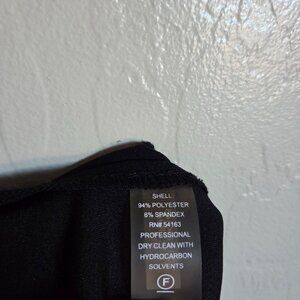 SHELL:
94% POLYESTER
6% SPANDEX
RN# 54163
PROFESSIONAL
DRY CLEAN WITH
HYDROCARBON
SOLVENTS
F